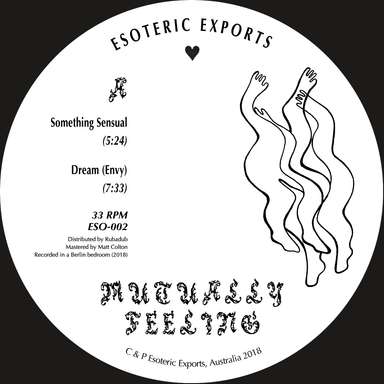 ESOTERIC EXPORTS
A
Something Sensual
(5:24)
Dream (Envy)
(7:33)
33 RPM
ESO-002
Distributed by Rubadub
Mastered by Matt Colton
Recorded in a Berlin bedroom (2018)
MUTUALLY
FEELING
C & P Esoteric Exports, Australia 2018